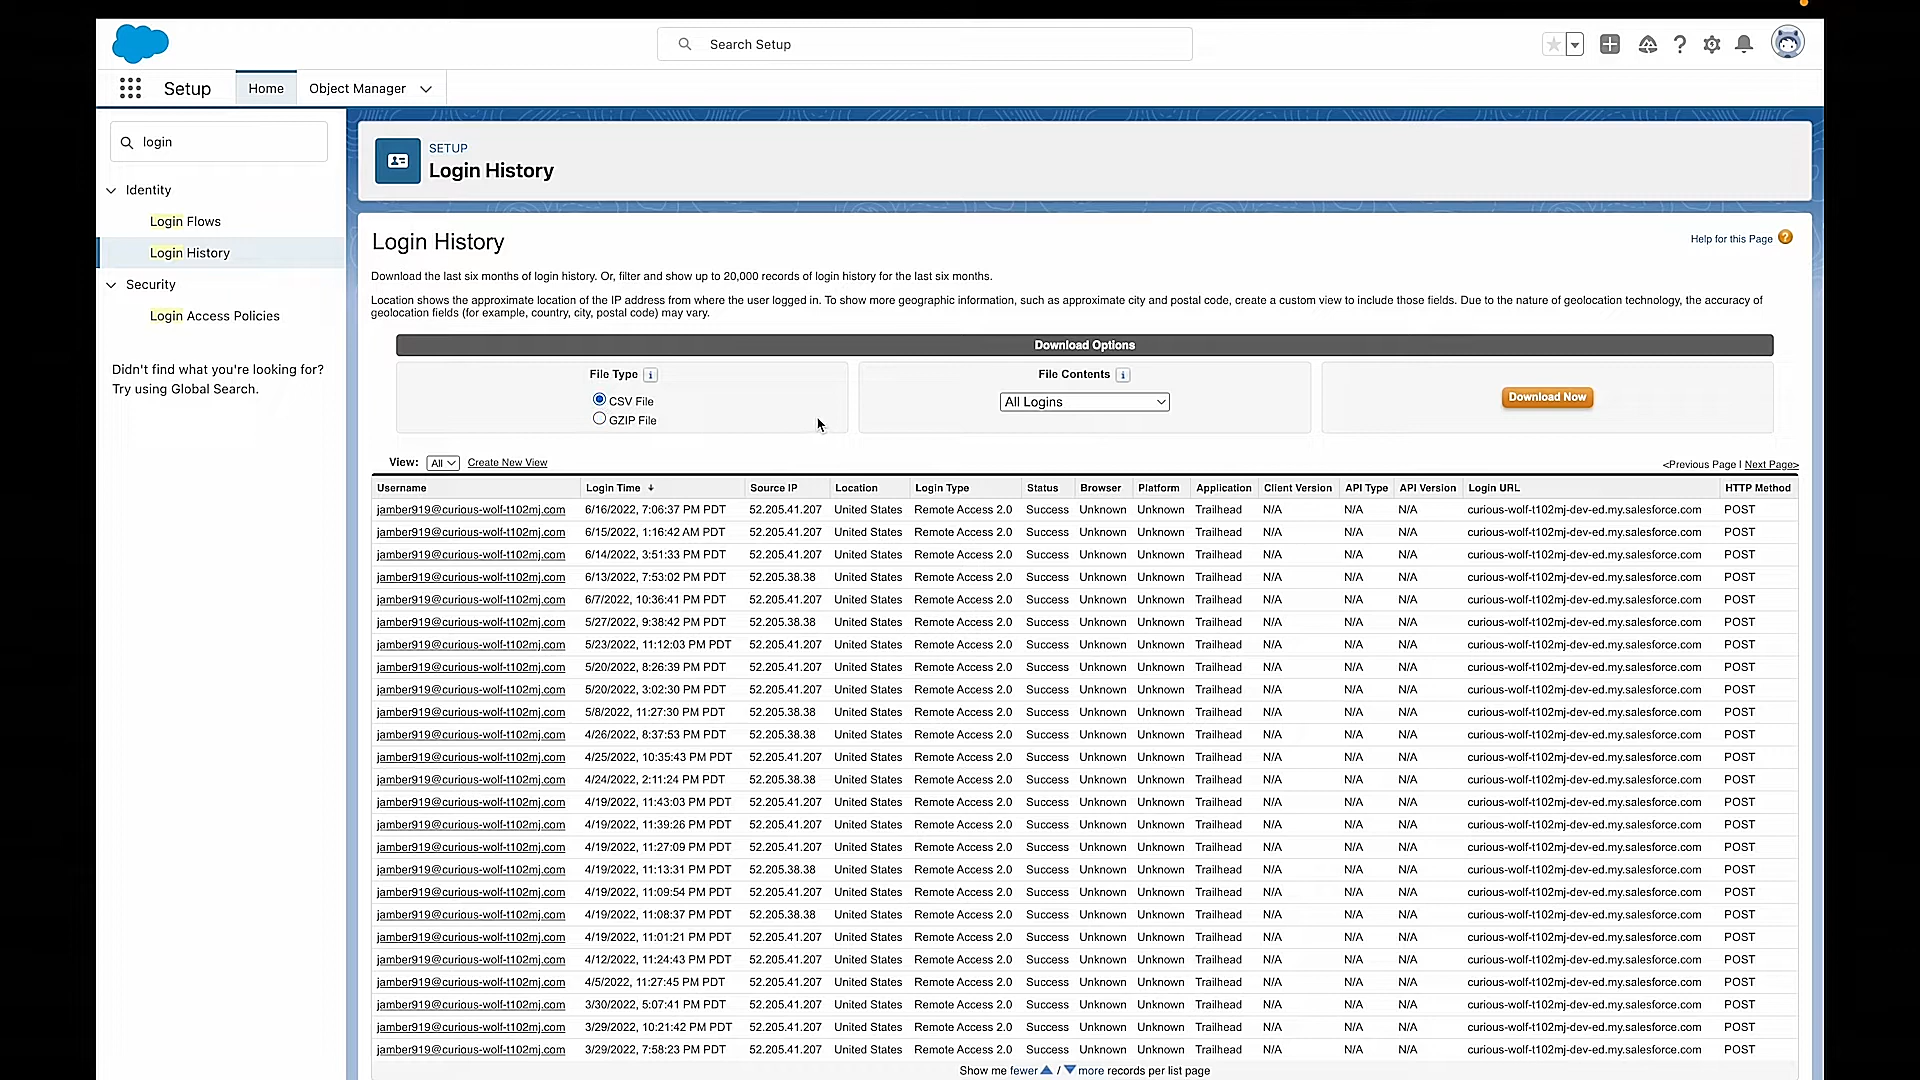 Search Setup
Setup Home Object Manager
login
Identity
Login Flows
Login History
Security
Login Access Policies
Didn't find what you're looking for?
Try using Global Search.
SETUP
Login History
Login History
Help for this Page ?
Download the last six months of login history. Or, filter and show up to 20,000 records of login history for the last six months.
Location shows the approximate location of the IP address from where the user logged in. To show more geographic information, such as approximate city and postal code, create a custom view to include those fields. Due to the nature of geolocation technology, the accuracy of
geolocation fields (for example, country, city, postal code) may vary.
Download Options
File Type i
CSV File
GZIP File
File Contents i
All Logins
Download Now
View: All Create New View
<Previous Page | Next Page>
Username Login Time Source IP Location Login Type Status Browser Platform Application Client Version API Type API Version Login URL HTTP Method
jamber919@curious-wolf-t102mj.com 6/16/2022, 7:06:37 PM PDT 52.205.41.207 United States Remote Access 2.0 Success Unknown Unknown Trailhead N/A N/A N/A curious-wolf-t102mj-dev-ed.my.salesforce.com POST
jamber919@curious-wolf-t102mj.com 6/15/2022, 1:16:42 AM PDT 52.205.41.207 United States Remote Access 2.0 Success Unknown Unknown Trailhead N/A N/A N/A curious-wolf-t102mj-dev-ed.my.salesforce.com POST
jamber919@curious-wolf-t102mj.com 6/14/2022, 3:51:33 PM PDT 52.205.41.207 United States Remote Access 2.0 Success Unknown Unknown Trailhead N/A N/A N/A curious-wolf-t102mj-dev-ed.my.salesforce.com POST
jamber919@curious-wolf-t102mj.com 6/13/2022, 7:53:02 PM PDT 52.205.38.38 United States Remote Access 2.0 Success Unknown Unknown Trailhead N/A N/A N/A curious-wolf-t102mj-dev-ed.my.salesforce.com POST
jamber919@curious-wolf-t102mj.com 6/7/2022, 10:36:41 PM PDT 52.205.41.207 United States Remote Access 2.0 Success Unknown Unknown Trailhead N/A N/A N/A curious-wolf-t102mj-dev-ed.my.salesforce.com POST
jamber919@curious-wolf-t102mj.com 5/27/2022, 9:38:42 PM PDT 52.205.38.38 United States Remote Access 2.0 Success Unknown Unknown Trailhead N/A N/A N/A curious-wolf-t102mj-dev-ed.my.salesforce.com POST
jamber919@curious-wolf-t102mj.com 5/23/2022, 11:12:03 PM PDT 52.205.41.207 United States Remote Access 2.0 Success Unknown Unknown Trailhead N/A N/A N/A curious-wolf-t102mj-dev-ed.my.salesforce.com POST
jamber919@curious-wolf-t102mj.com 5/20/2022, 8:26:39 PM PDT 52.205.41.207 United States Remote Access 2.0 Success Unknown Unknown Trailhead N/A N/A N/A curious-wolf-t102mj-dev-ed.my.salesforce.com POST
jamber919@curious-wolf-t102mj.com 5/20/2022, 3:02:30 PM PDT 52.205.41.207 United States Remote Access 2.0 Success Unknown Unknown Trailhead N/A N/A N/A curious-wolf-t102mj-dev-ed.my.salesforce.com POST
jamber919@curious-wolf-t102mj.com 5/8/2022, 11:27:30 PM PDT 52.205.38.38 United States Remote Access 2.0 Success Unknown Unknown Trailhead N/A N/A N/A curious-wolf-t102mj-dev-ed.my.salesforce.com POST
jamber919@curious-wolf-t102mj.com 4/26/2022, 8:37:53 PM PDT 52.205.38.38 United States Remote Access 2.0 Success Unknown Unknown Trailhead N/A N/A N/A curious-wolf-t102mj-dev-ed.my.salesforce.com POST
jamber919@curious-wolf-t102mj.com 4/25/2022, 10:35:43 PM PDT 52.205.41.207 United States Remote Access 2.0 Success Unknown Unknown Trailhead N/A N/A N/A curious-wolf-t102mj-dev-ed.my.salesforce.com POST
jamber919@curious-wolf-t102mj.com 4/24/2022, 2:11:24 PM PDT 52.205.38.38 United States Remote Access 2.0 Success Unknown Unknown Trailhead N/A N/A N/A curious-wolf-t102mj-dev-ed.my.salesforce.com POST
jamber919@curious-wolf-t102mj.com 4/19/2022, 11:43:03 PM PDT 52.205.41.207 United States Remote Access 2.0 Success Unknown Unknown Trailhead N/A N/A N/A curious-wolf-t102mj-dev-ed.my.salesforce.com POST
jamber919@curious-wolf-t102mj.com 4/19/2022, 11:39:26 PM PDT 52.205.41.207 United States Remote Access 2.0 Success Unknown Unknown Trailhead N/A N/A N/A curious-wolf-t102mj-dev-ed.my.salesforce.com POST
jamber919@curious-wolf-t102mj.com 4/19/2022, 11:27:09 PM PDT 52.205.41.207 United States Remote Access 2.0 Success Unknown Unknown Trailhead N/A N/A N/A curious-wolf-t102mj-dev-ed.my.salesforce.com POST
jamber919@curious-wolf-t102mj.com 4/19/2022, 11:13:31 PM PDT 52.205.38.38 United States Remote Access 2.0 Success Unknown Unknown Trailhead N/A N/A N/A curious-wolf-t102mj-dev-ed.my.salesforce.com POST
jamber919@curious-wolf-t102mj.com 4/19/2022, 11:09:54 PM PDT 52.205.41.207 United States Remote Access 2.0 Success Unknown Unknown Trailhead N/A N/A N/A curious-wolf-t102mj-dev-ed.my.salesforce.com POST
jamber919@curious-wolf-t102mj.com 4/19/2022, 11:08:37 PM PDT 52.205.38.38 United States Remote Access 2.0 Success Unknown Unknown Trailhead N/A N/A N/A curious-wolf-t102mj-dev-ed.my.salesforce.com POST
jamber919@curious-wolf-t102mj.com 4/19/2022, 11:01:21 PM PDT 52.205.41.207 United States Remote Access 2.0 Success Unknown Unknown Trailhead N/A N/A N/A curious-wolf-t102mj-dev-ed.my.salesforce.com POST
jamber919@curious-wolf-t102mj.com 4/12/2022, 11:24:43 PM PDT 52.205.41.207 United States Remote Access 2.0 Success Unknown Unknown Trailhead N/A N/A N/A curious-wolf-t102mj-dev-ed.my.salesforce.com POST
jamber919@curious-wolf-t102mj.com 4/5/2022, 11:27:45 PM PDT 52.205.41.207 United States Remote Access 2.0 Success Unknown Unknown Trailhead N/A N/A N/A curious-wolf-t102mj-dev-ed.my.salesforce.com POST
jamber919@curious-wolf-t102mj.com 3/30/2022, 5:07:41 PM PDT 52.205.41.207 United States Remote Access 2.0 Success Unknown Unknown Trailhead N/A N/A N/A curious-wolf-t102mj-dev-ed.my.salesforce.com POST
jamber919@curious-wolf-t102mj.com 3/29/2022, 10:21:42 PM PDT 52.205.41.207 United States Remote Access 2.0 Success Unknown Unknown Trailhead N/A N/A N/A curious-wolf-t102mj-dev-ed.my.salesforce.com POST
jamber919@curious-wolf-t102mj.com 3/29/2022, 7:58:23 PM PDT 52.205.41.207 United States Remote Access 2.0 Success Unknown Unknown Trailhead N/A N/A N/A curious-wolf-t102mj-dev-ed.my.salesforce.com POST
Show me fewer / more records per list page